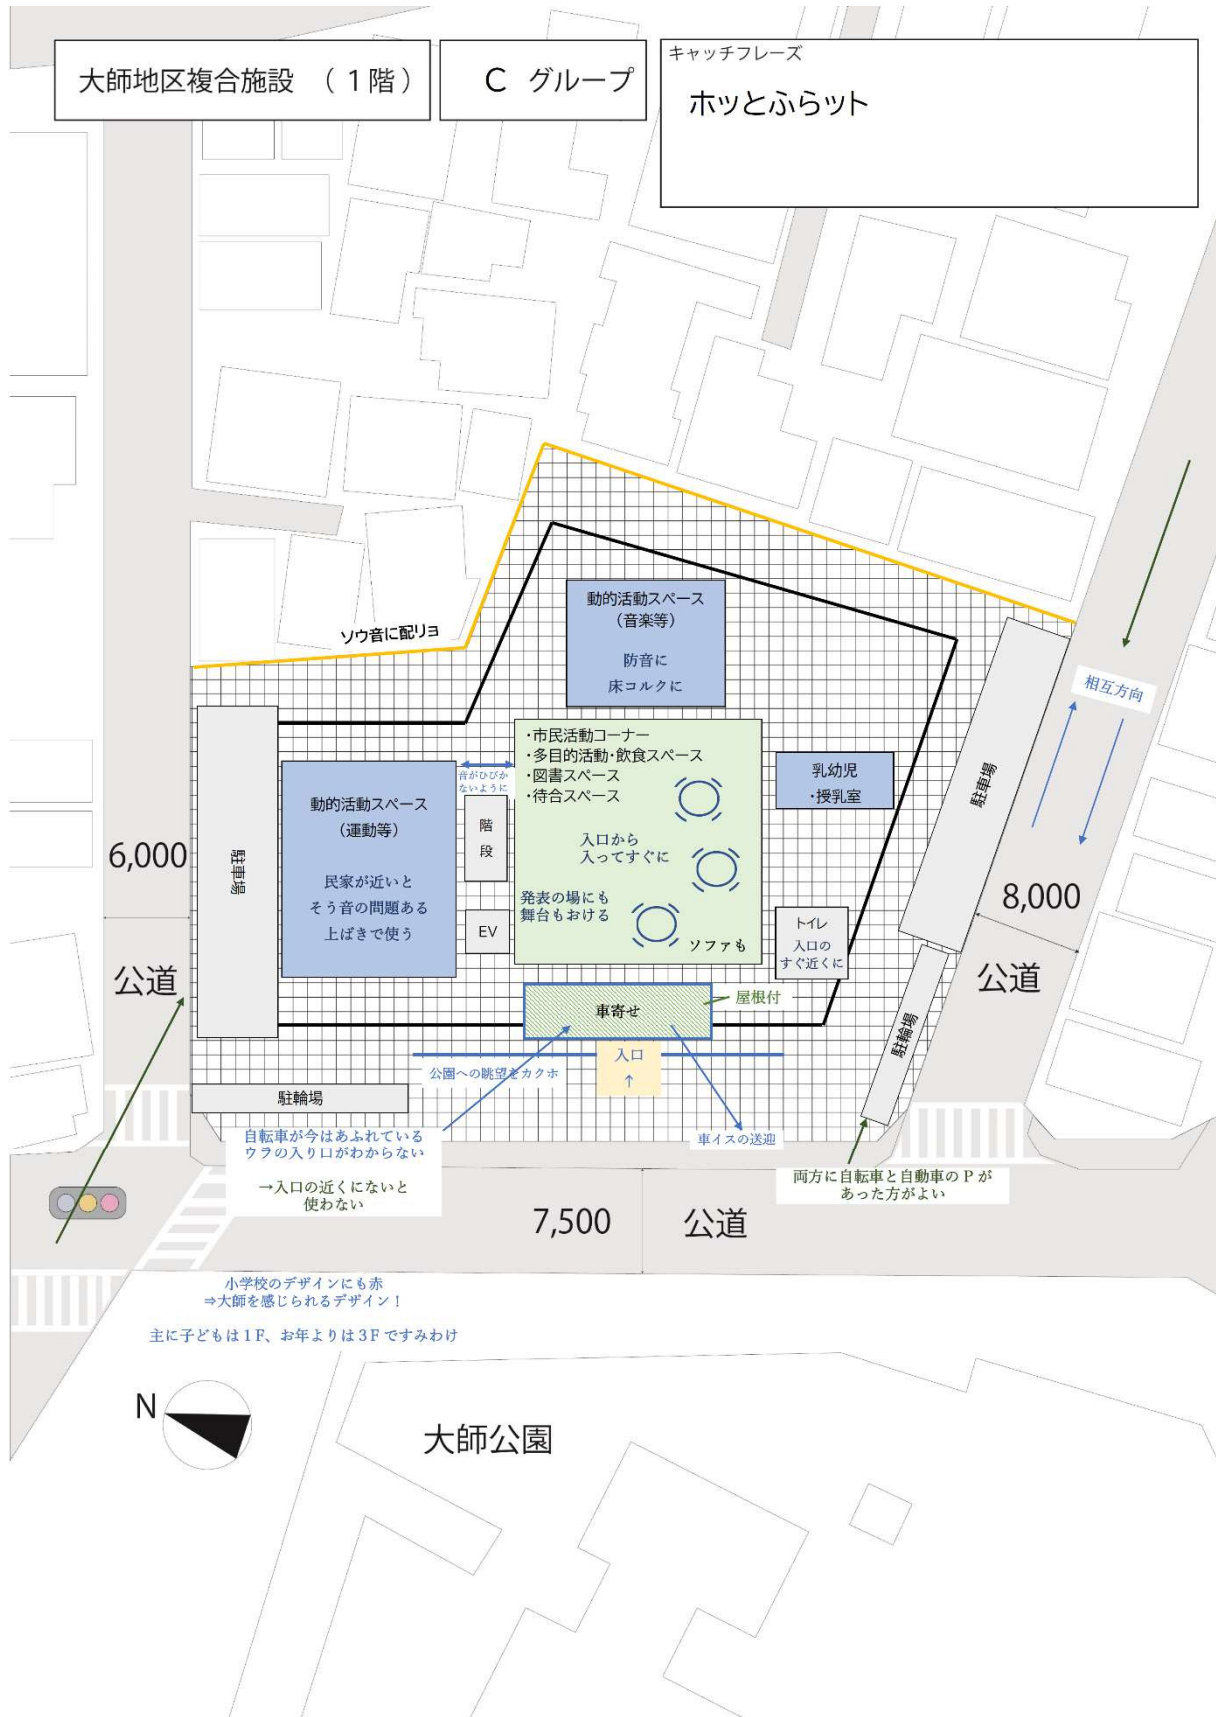 大師地区複合施設 （1階）
C グループ
キャッチフレーズ
ホッとふらット
ソウ音に配リョ
動的活動スペース
（音楽等）
防音に
床コルクに
相互方向
・市民活動コーナー
・多目的活動・飲食スペース
・図書スペース
・待合スペース
入口から
入ってすぐに
発表の場にも
舞台もおける
ソファも
音がひびか
ないように
階
段
EV
動的活動スペース
（運動等）
民家が近いと
そう音の問題ある
上ばきで使う
乳幼児
・授乳室
トイレ
入口の
すぐ近くに
駐車場
駐車場
6,000
公道
8,000
公道
車寄せ
屋根付
入口
↑
公園への眺望をカクホ
駐輪場
駐輪場
自転車が今はあふれている
ウラの入り口がわからない
→入口の近くにないと
使わない
車イスの送迎
両方に自転車と自動車のPが
あった方がよい
7,500
公道
小学校のデザインにも赤
⇒大師を感じられるデザイン！
主に子どもは1F、お年よりは3Fですみわけ
N
大師公園